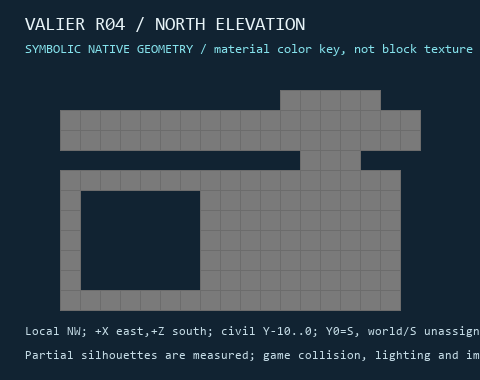 VALIER R04 / NORTH ELEVATION
SYMBOLIC NATIVE GEOMETRY / material color key, not block texture
Local NW; +X east,+Z south; civil Y-10..0; Y0=S, world/S unassign
Partial silhouettes are measured; game collision, lighting and im